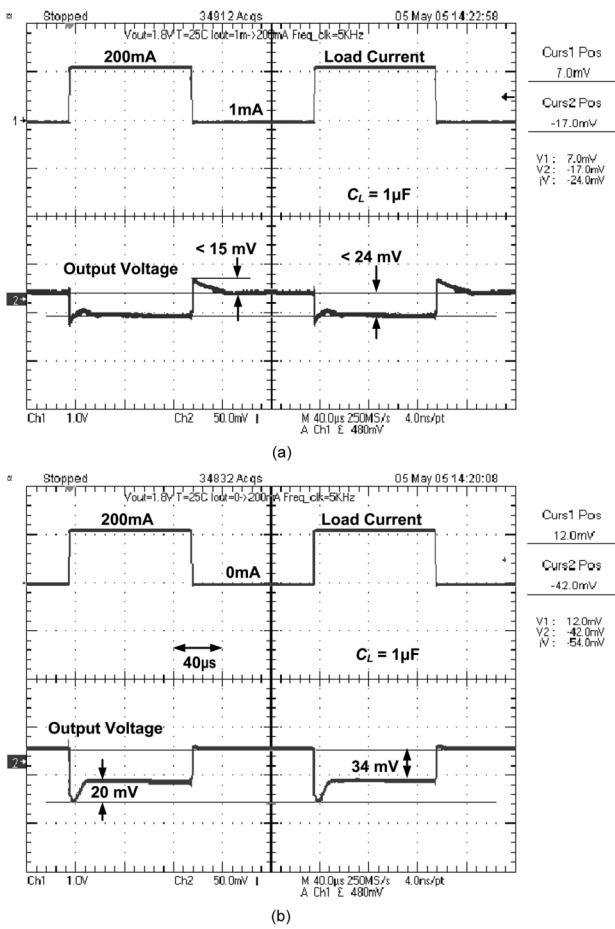 Stopped 34912 Acqs 05 May 05 14:22:58
Vout=1.8V T=25C Iout=1m->200mA Freq_clk=5KHz
200mA Load Current
1mA
C_L = 1µF
Output Voltage
< 15 mV
< 24 mV
1
2
Ch1 1.0V Ch2 50.0mV M 40.0µs 250MS/s 4.0ns/pt
A Ch1 £ 480mV
Curs1 Pos
7.0mV
Curs2 Pos
-17.0mV
V1: 7.0mV
V2: -17.0mV
-24.0mV
(a)
Stopped 34832 Acqs 05 May 05 14:20:08
Vout=1.8V T=25C Iout=0->200mA Freq_clk=5KHz
200mA Load Current
0mA
40µs
C_L = 1µF
Output Voltage
20 mV
34 mV
2
Ch1 1.0V Ch2 50.0mV M 40.0µs 250MS/s 4.0ns/pt
A Ch1 £ 480mV
Curs1 Pos
12.0mV
Curs2 Pos
-42.0mV
V1: 12.0mV
V2: -42.0mV
-54.0mV
(b)